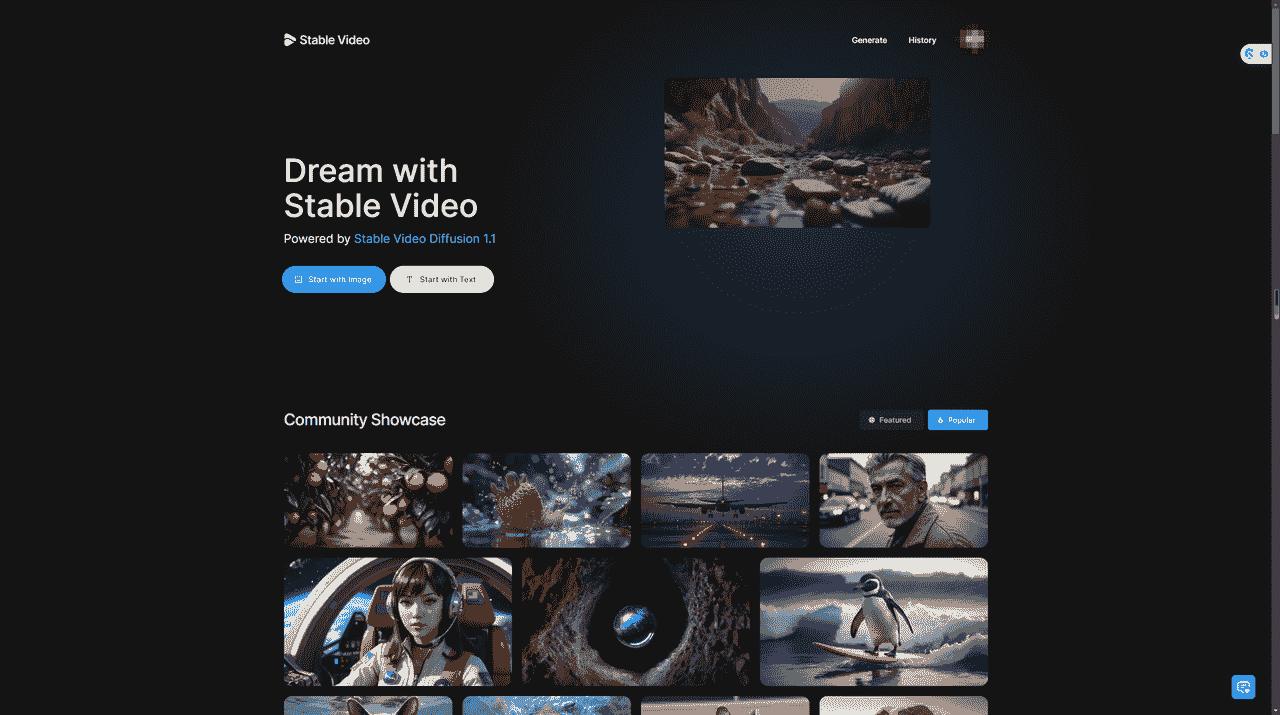 Stable Video
Generate
History
Dream with
Stable Video
Powered by Stable Video Diffusion 1.1
Start with Image
Start with Text
Community Showcase
Featured
Popular